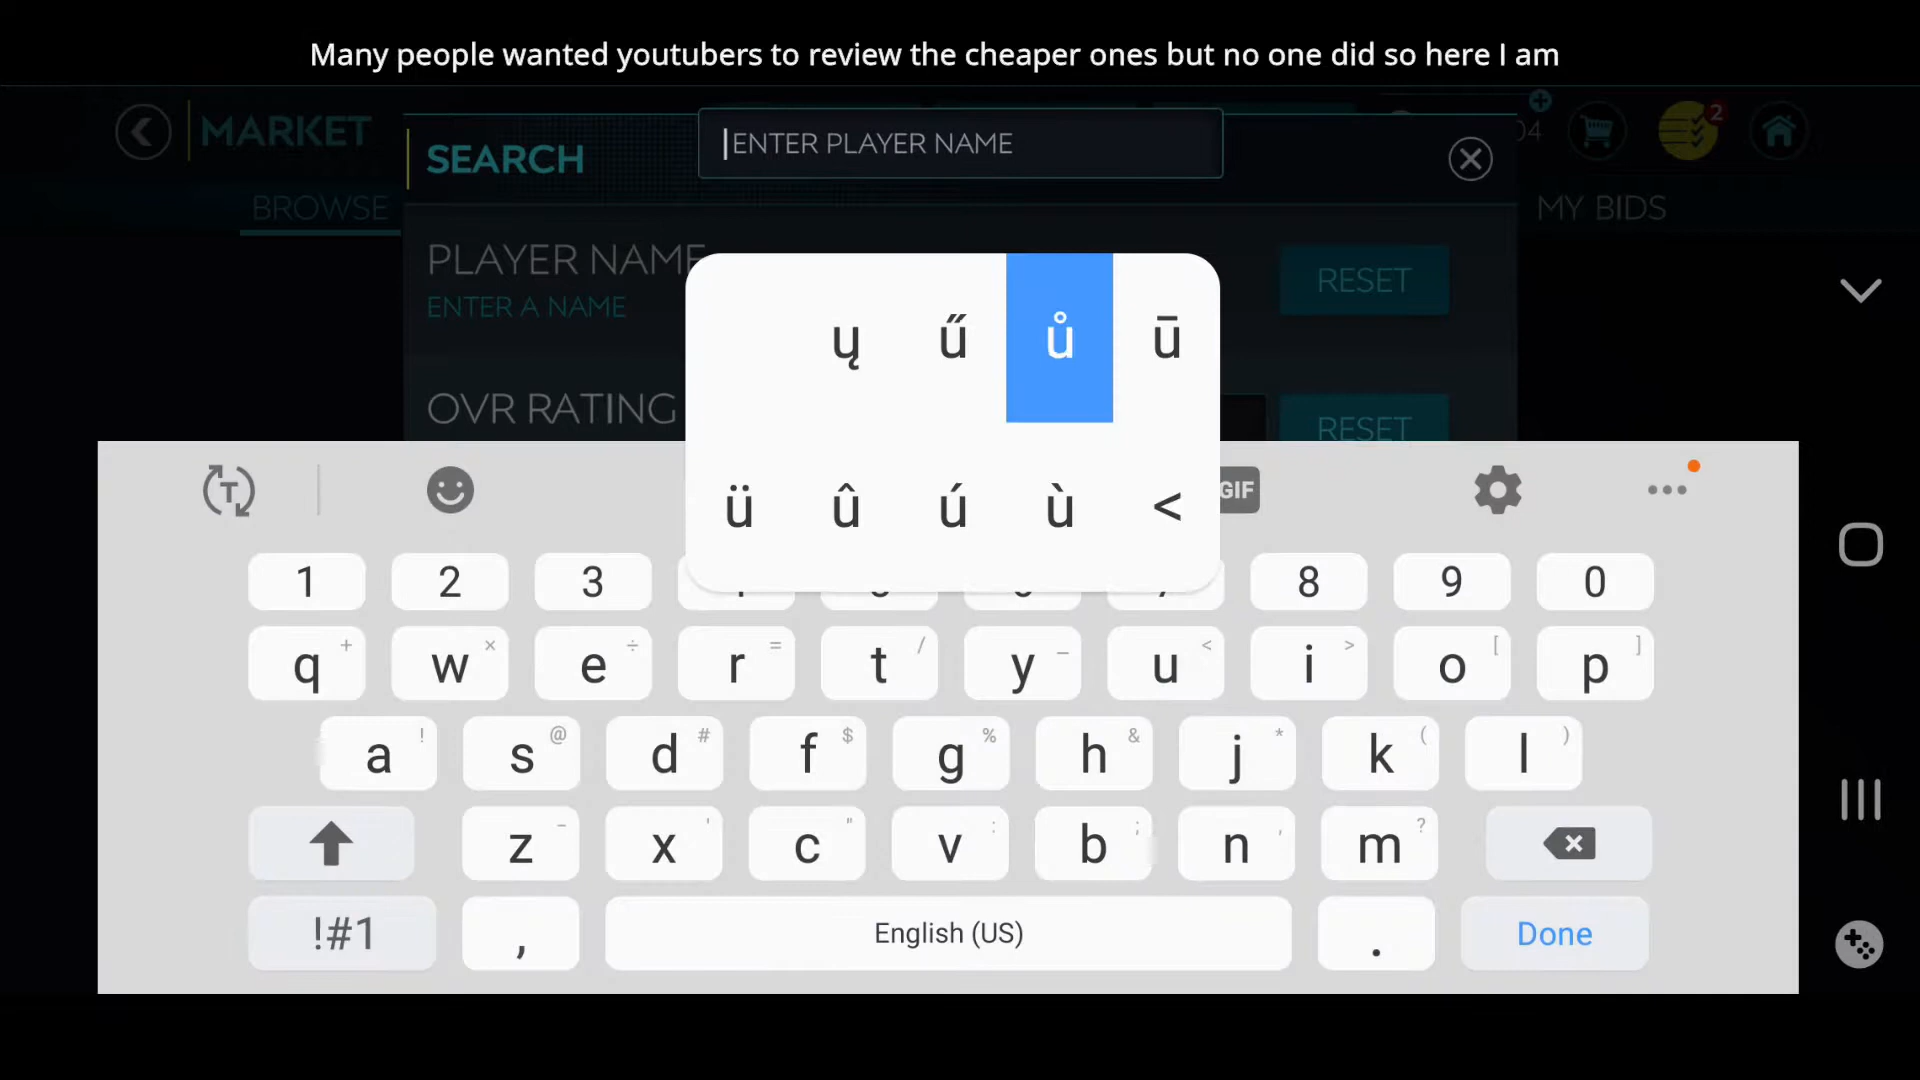 Many people wanted youtubers to review the cheaper ones but no one did so here I am
MARKET
SEARCH
ENTER PLAYER NAME
04
2
BROWSE
MY BIDS
PLAYER NAME
RESET
ENTER A NAME
OVR RATING
RESET
ų ű ů ū
ü û ú ù <
T
GIF
1 2 3 8 9 0
q + w × e ÷ r = t / y _ u < i > o [ p ]
a ! s @ d # f $ g % h & j * k ( l )
z - x ' c " v : b ; n , m ?
!#1 , English (US) . Done